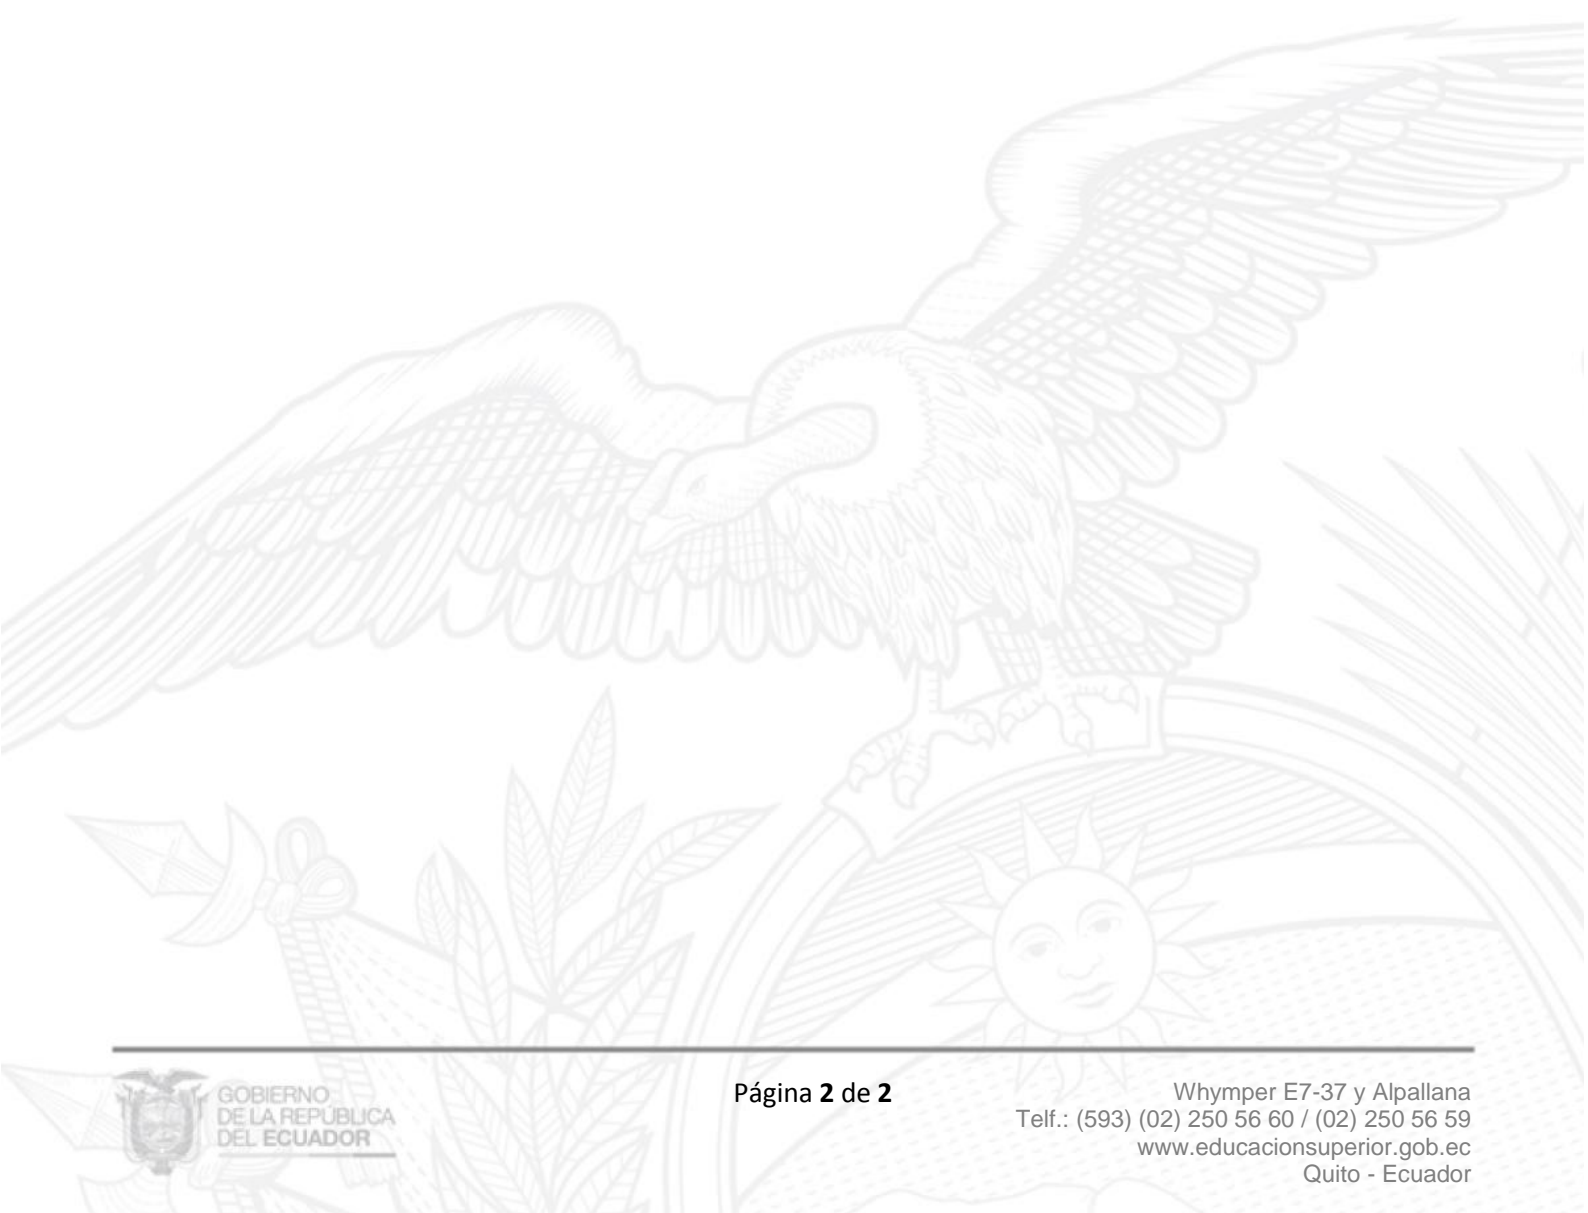 GOBIERNO
DE LA REPÚBLICA
DEL ECUADOR
Página 2 de 2
Whymper E7-37 y Alpallana
Telf.: (593) (02) 250 56 60 / (02) 250 56 59
www.educacionsuperior.gob.ec
Quito - Ecuador